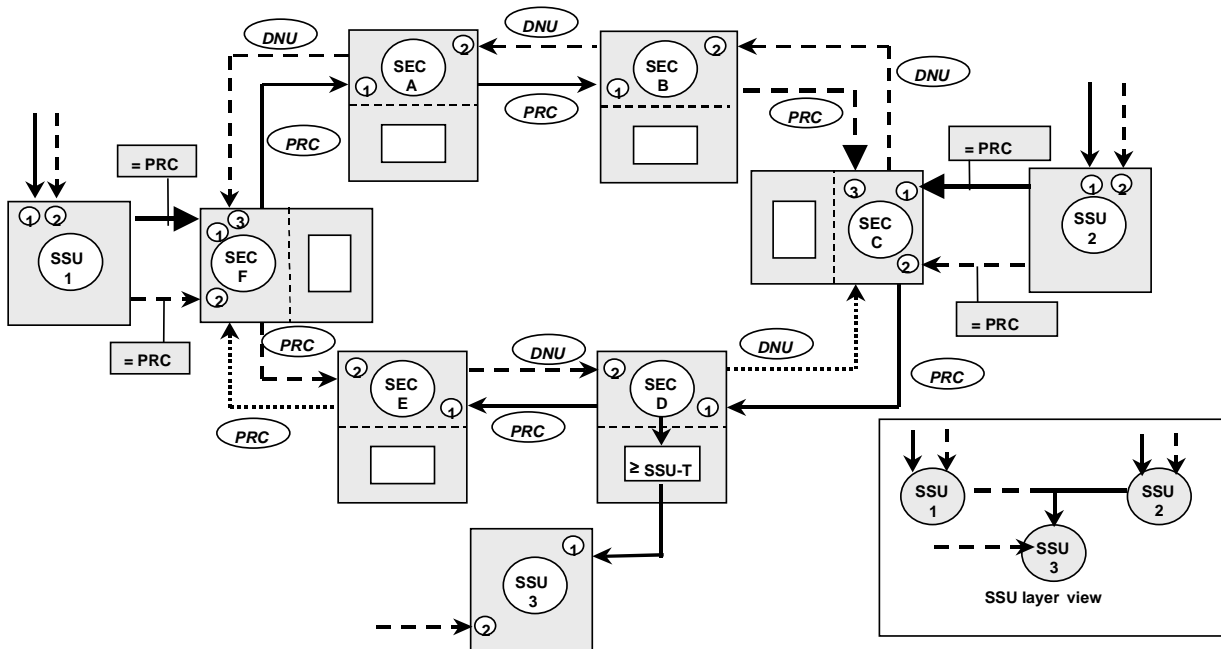 DNU
DNU
2
SEC
A
1
2
SEC
B
1
DNU
PRC
PRC
PRC
= PRC
= PRC
1 2
SSU
1
3
1
SEC
F
2
3
1
SEC
C
2
1 2
SSU
2
= PRC
= PRC
PRC
DNU
DNU
PRC
2
SEC
E
1
2
SEC
D
1
PRC
PRC
≥ SSU-T
1
SSU
3
2
SSU
1
SSU
2
SSU
3
SSU layer view